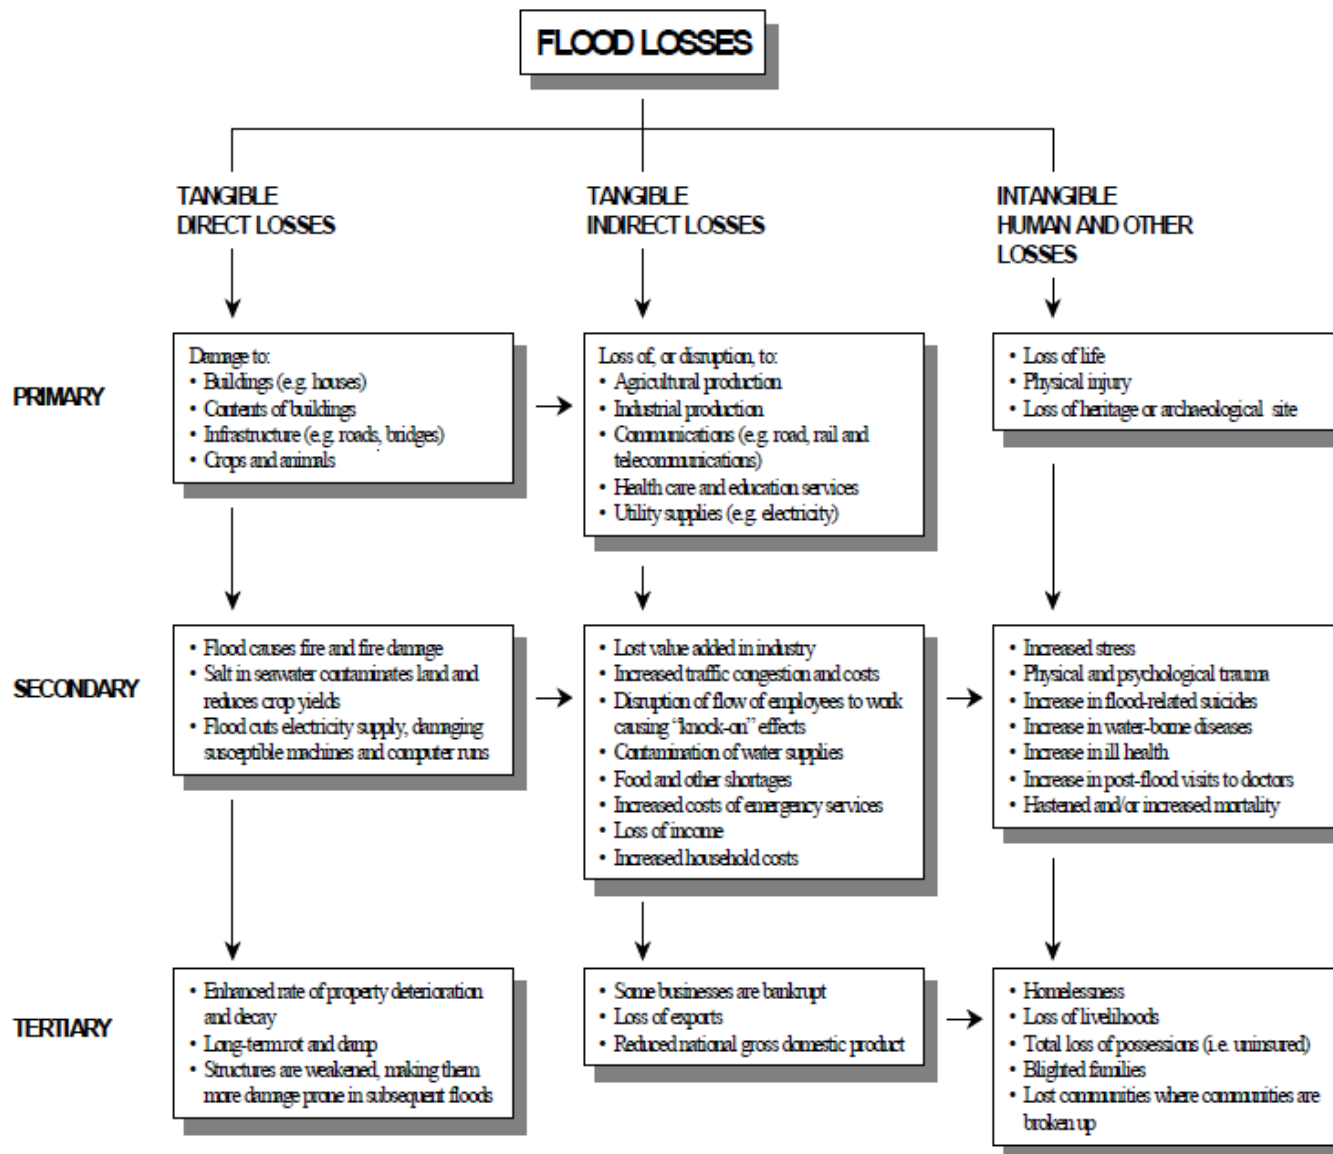 FLOOD LOSSES
TANGIBLE
DIRECT LOSSES
TANGIBLE
INDIRECT LOSSES
INTANGIBLE
HUMAN AND OTHER
LOSSES
PRIMARY
Damage to:
• Buildings (e.g. houses)
• Contents of buildings
• Infrastructure (e.g. roads, bridges)
• Crops and animals
Loss of, or disruption, to:
• Agricultural production
• Industrial production
• Communications (e.g. road, rail and
telecommunications)
• Health care and education services
• Utility supplies (e.g. electricity)
• Loss of life
• Physical injury
• Loss of heritage or archaeological site
SECONDARY
• Flood causes fire and fire damage
• Salt in seawater contaminates land and
reduces crop yields
• Flood cuts electricity supply, damaging
susceptible machines and computer runs
• Lost value added in industry
• Increased traffic congestion and costs
• Disruption of flow of employees to work
causing “knock-on” effects
• Contamination of water supplies
• Food and other shortages
• Increased costs of emergency services
• Loss of income
• Increased household costs
• Increased stress
• Physical and psychological trauma
• Increase in flood-related suicides
• Increase in water-borne diseases
• Increase in ill health
• Increase in post-flood visits to doctors
• Hastened and/or increased mortality
TERTIARY
• Enhanced rate of property deterioration
and decay
• Long-term rot and damp
• Structures are weakened, making them
more damage prone in subsequent floods
• Some businesses are bankrupt
• Loss of exports
• Reduced national gross domestic product
• Homelessness
• Loss of livelihoods
• Total loss of possessions (i.e. uninsured)
• Blighted families
• Lost communities where communities are
broken up